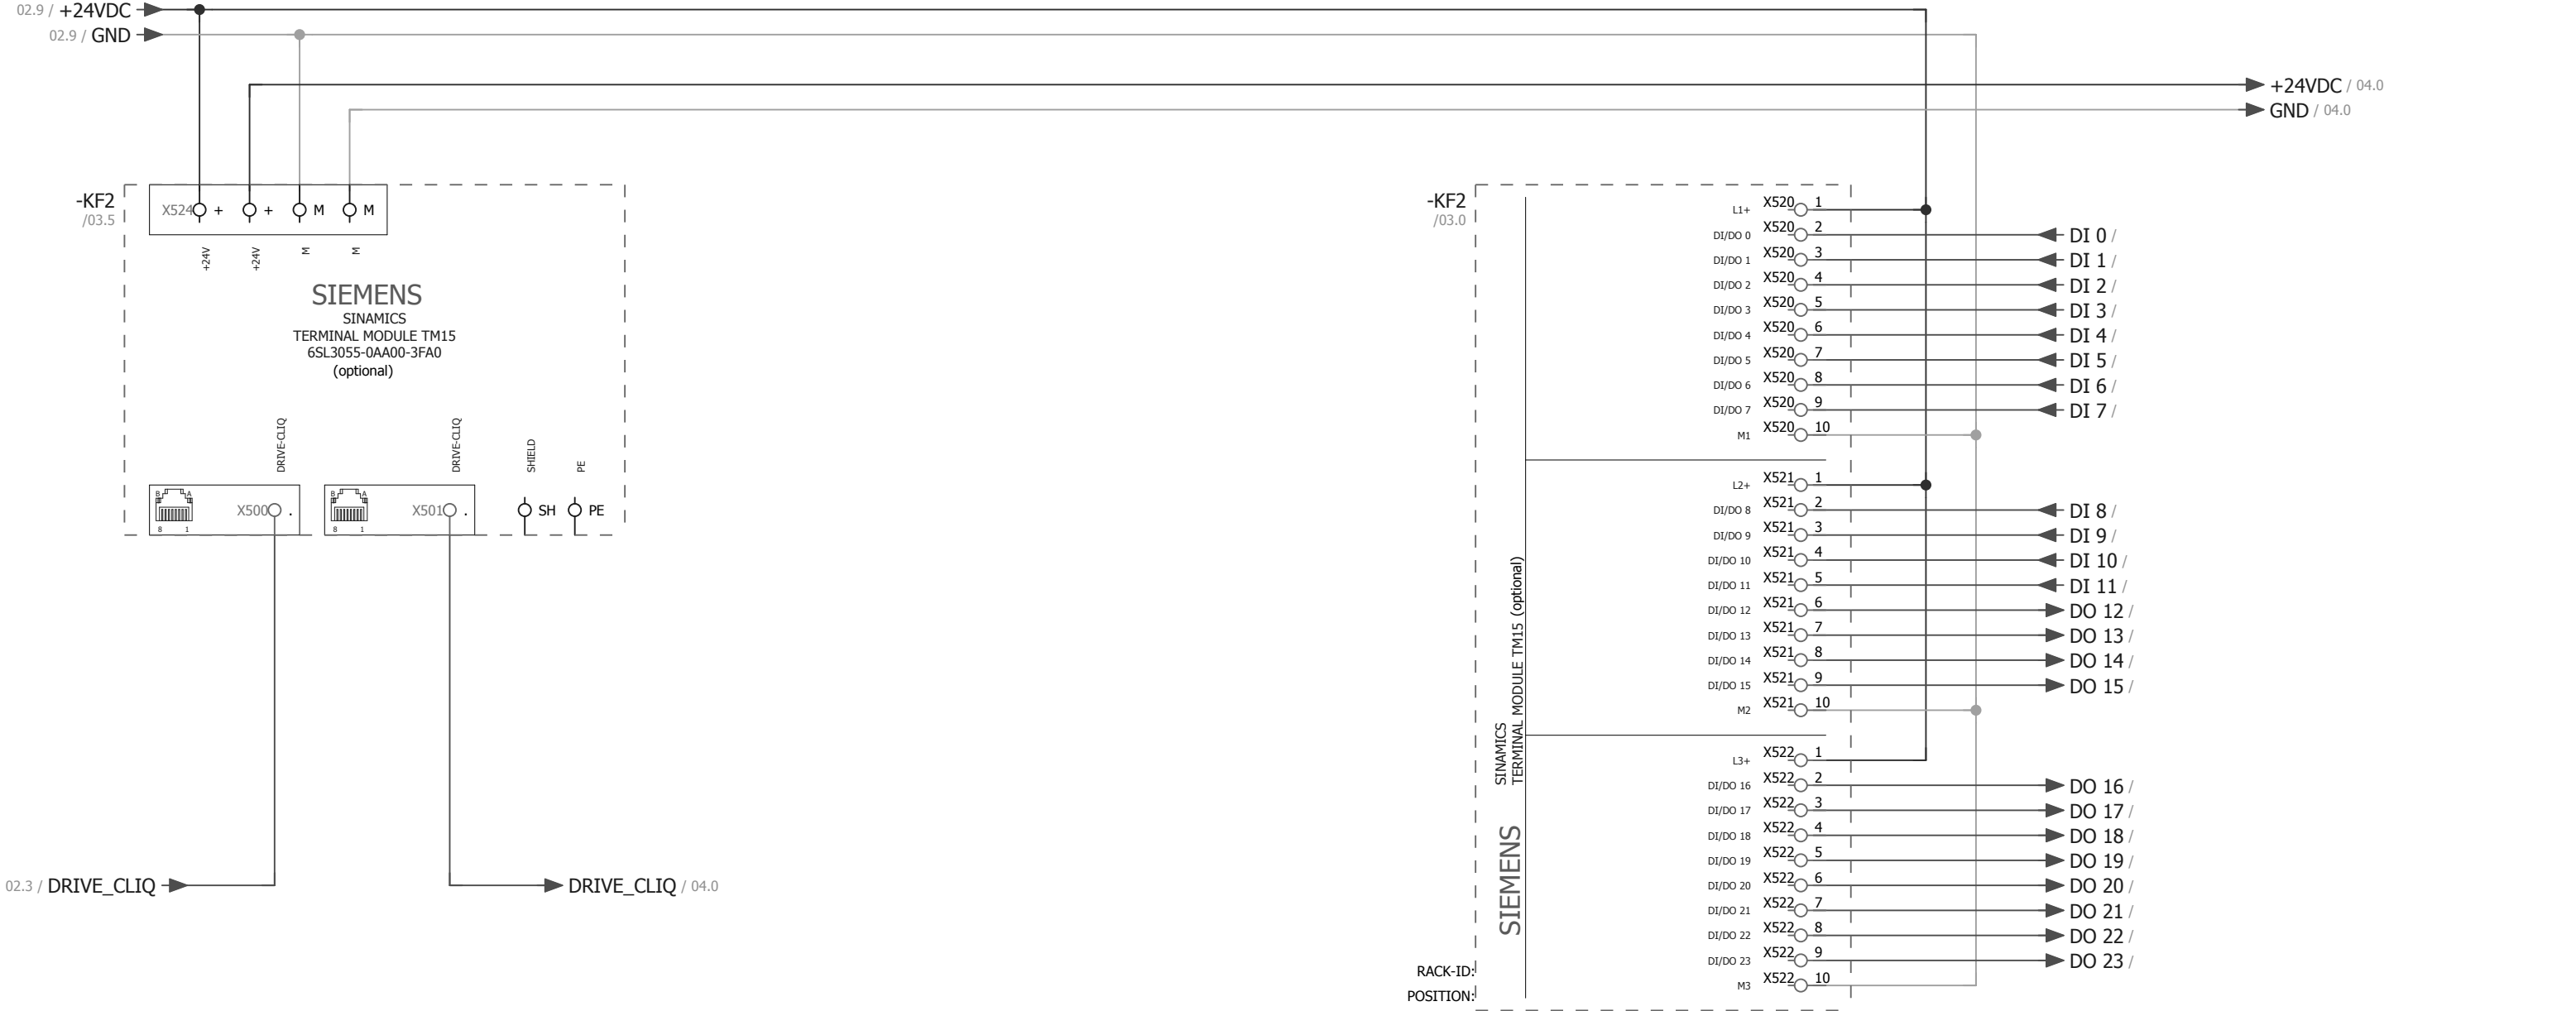 02.9 / +24VDC
02.9 / GND
+24VDC / 04.0
GND / 04.0
-KF2
/03.5
X524 + + M M
+24V +24V M M
SIEMENS
SINAMICS
TERMINAL MODULE TM15
6SL3055-0AA00-3FA0
(optional)
DRIVE-CLIQ DRIVE-CLIQ SHIELD PE
B A B A
X500 . X501 . SH PE
8 1 8 1
02.3 / DRIVE_CLIQ
DRIVE_CLIQ / 04.0
-KF2
/03.0
SIEMENS
SINAMICS
TERMINAL MODULE TM15 (optional)
RACK-ID:
POSITION:
L1+ X520 1
DI/DO 0 X520 2 DI 0 /
DI/DO 1 X520 3 DI 1 /
DI/DO 2 X520 4 DI 2 /
DI/DO 3 X520 5 DI 3 /
DI/DO 4 X520 6 DI 4 /
DI/DO 5 X520 7 DI 5 /
DI/DO 6 X520 8 DI 6 /
DI/DO 7 X520 9 DI 7 /
M1 X520 10
L2+ X521 1
DI/DO 8 X521 2 DI 8 /
DI/DO 9 X521 3 DI 9 /
DI/DO 10 X521 4 DI 10 /
DI/DO 11 X521 5 DI 11 /
DI/DO 12 X521 6 DO 12 /
DI/DO 13 X521 7 DO 13 /
DI/DO 14 X521 8 DO 14 /
DI/DO 15 X521 9 DO 15 /
M2 X521 10
L3+ X522 1
DI/DO 16 X522 2 DO 16 /
DI/DO 17 X522 3 DO 17 /
DI/DO 18 X522 4 DO 18 /
DI/DO 19 X522 5 DO 19 /
DI/DO 20 X522 6 DO 20 /
DI/DO 21 X522 7 DO 21 /
DI/DO 22 X522 8 DO 22 /
DI/DO 23 X522 9 DO 23 /
M3 X522 10